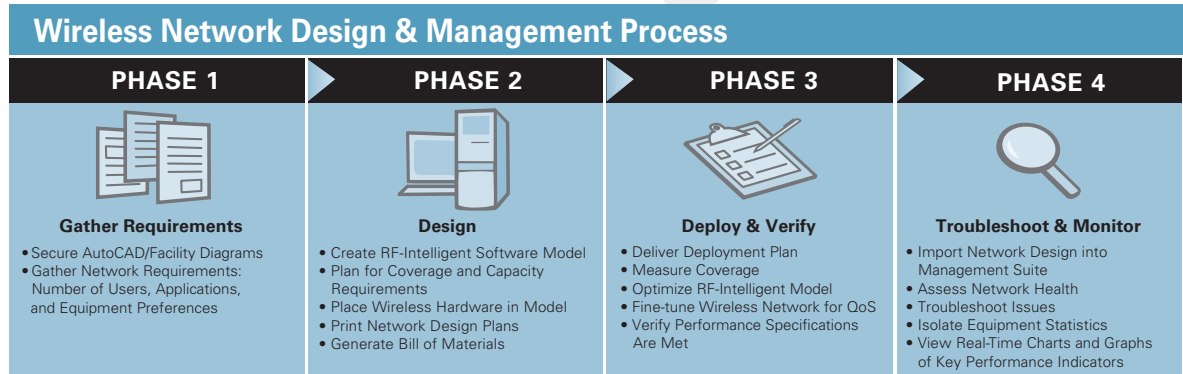 Wireless Network Design & Management Process
PHASE 1
Gather Requirements
• Secure AutoCAD/Facility Diagrams
• Gather Network Requirements:
Number of Users, Applications,
and Equipment Preferences
PHASE 2
Design
• Create RF-Intelligent Software Model
• Plan for Coverage and Capacity
Requirements
• Place Wireless Hardware in Model
• Print Network Design Plans
• Generate Bill of Materials
PHASE 3
Deploy & Verify
• Deliver Deployment Plan
• Measure Coverage
• Optimize RF-Intelligent Model
• Fine-tune Wireless Network for QoS
• Verify Performance Specifications
Are Met
PHASE 4
Troubleshoot & Monitor
• Import Network Design into
Management Suite
• Assess Network Health
• Troubleshoot Issues
• Isolate Equipment Statistics
• View Real-Time Charts and Graphs
of Key Performance Indicators